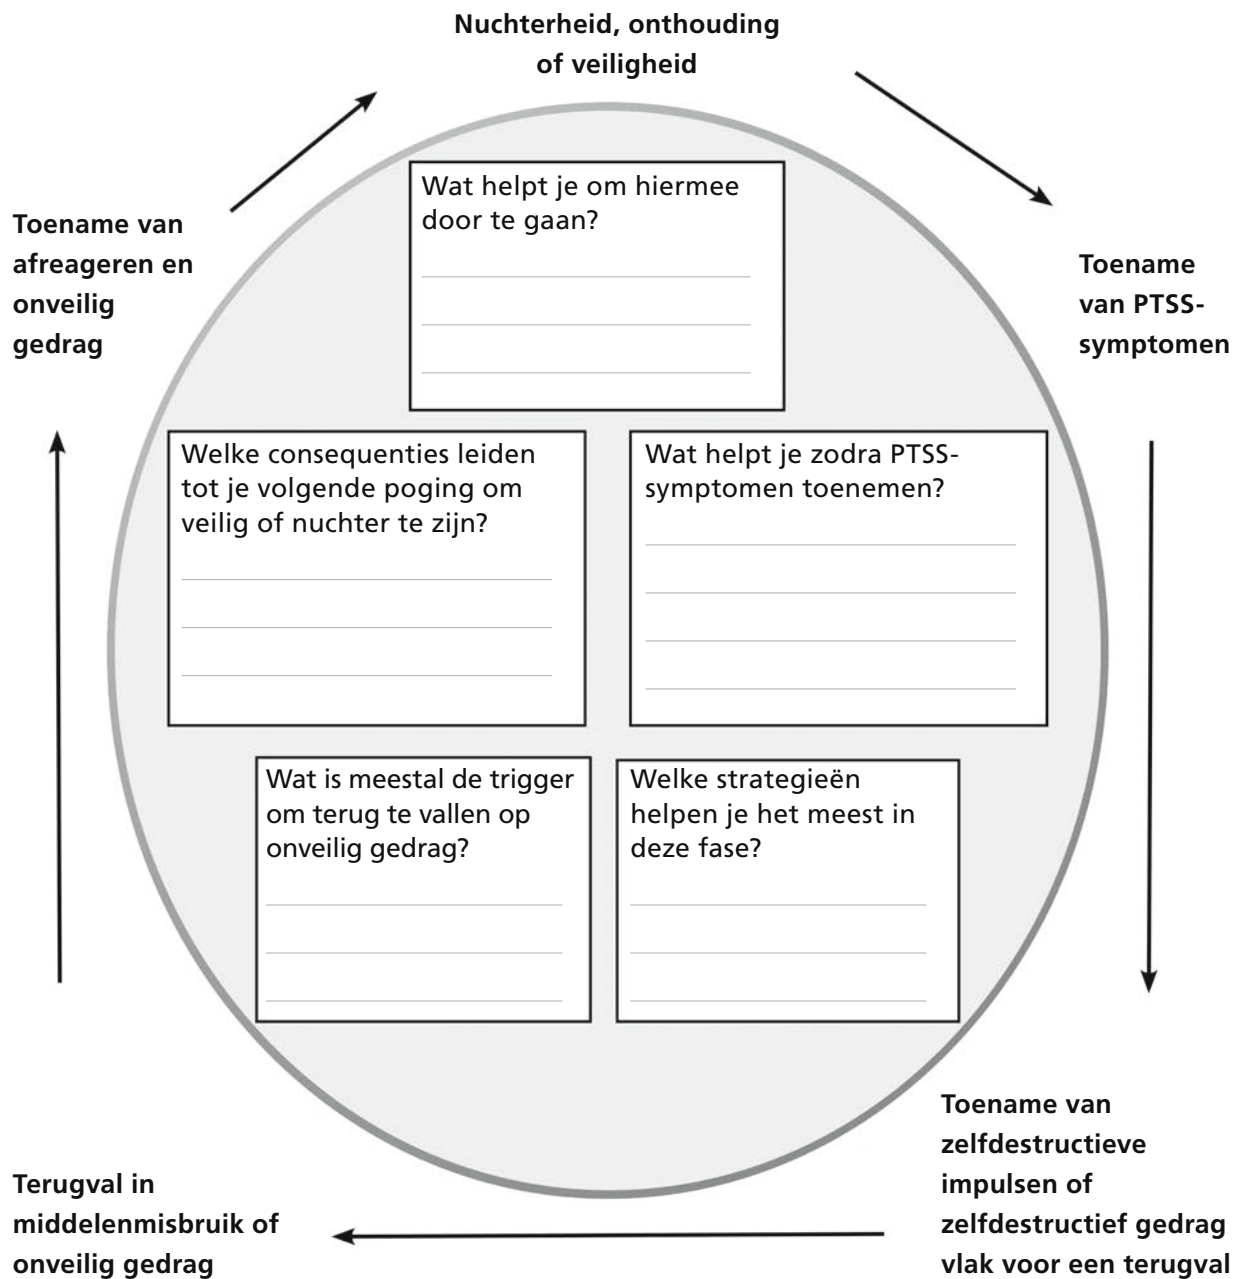 Nuchterheid, onthouding
of veiligheid
Toename van
afreageren en
onveilig
gedrag
Toename
van PTSS-
symptomen
Wat helpt je om hiermee
door te gaan?
Welke consequenties leiden
tot je volgende poging om
veilig of nuchter te zijn?
Wat helpt je zodra PTSS-
symptomen toenemen?
Wat is meestal de trigger
om terug te vallen op
onveilig gedrag?
Welke strategieën
helpen je het meest in
deze fase?
Terugval in
middelenmisbruik of
onveilig gedrag
Toename van
zelfdestructieve
impulsen of
zelfdestructief gedrag
vlak voor een terugval